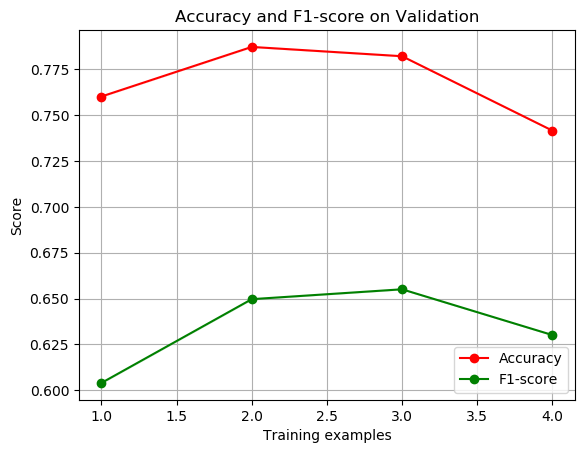 Accuracy and F1-score on Validation
Score
0.775
0.750
0.725
0.700
0.675
0.650
0.625
0.600
Accuracy
F1-score
1.0 1.5 2.0 2.5 3.0 3.5 4.0
Training examples